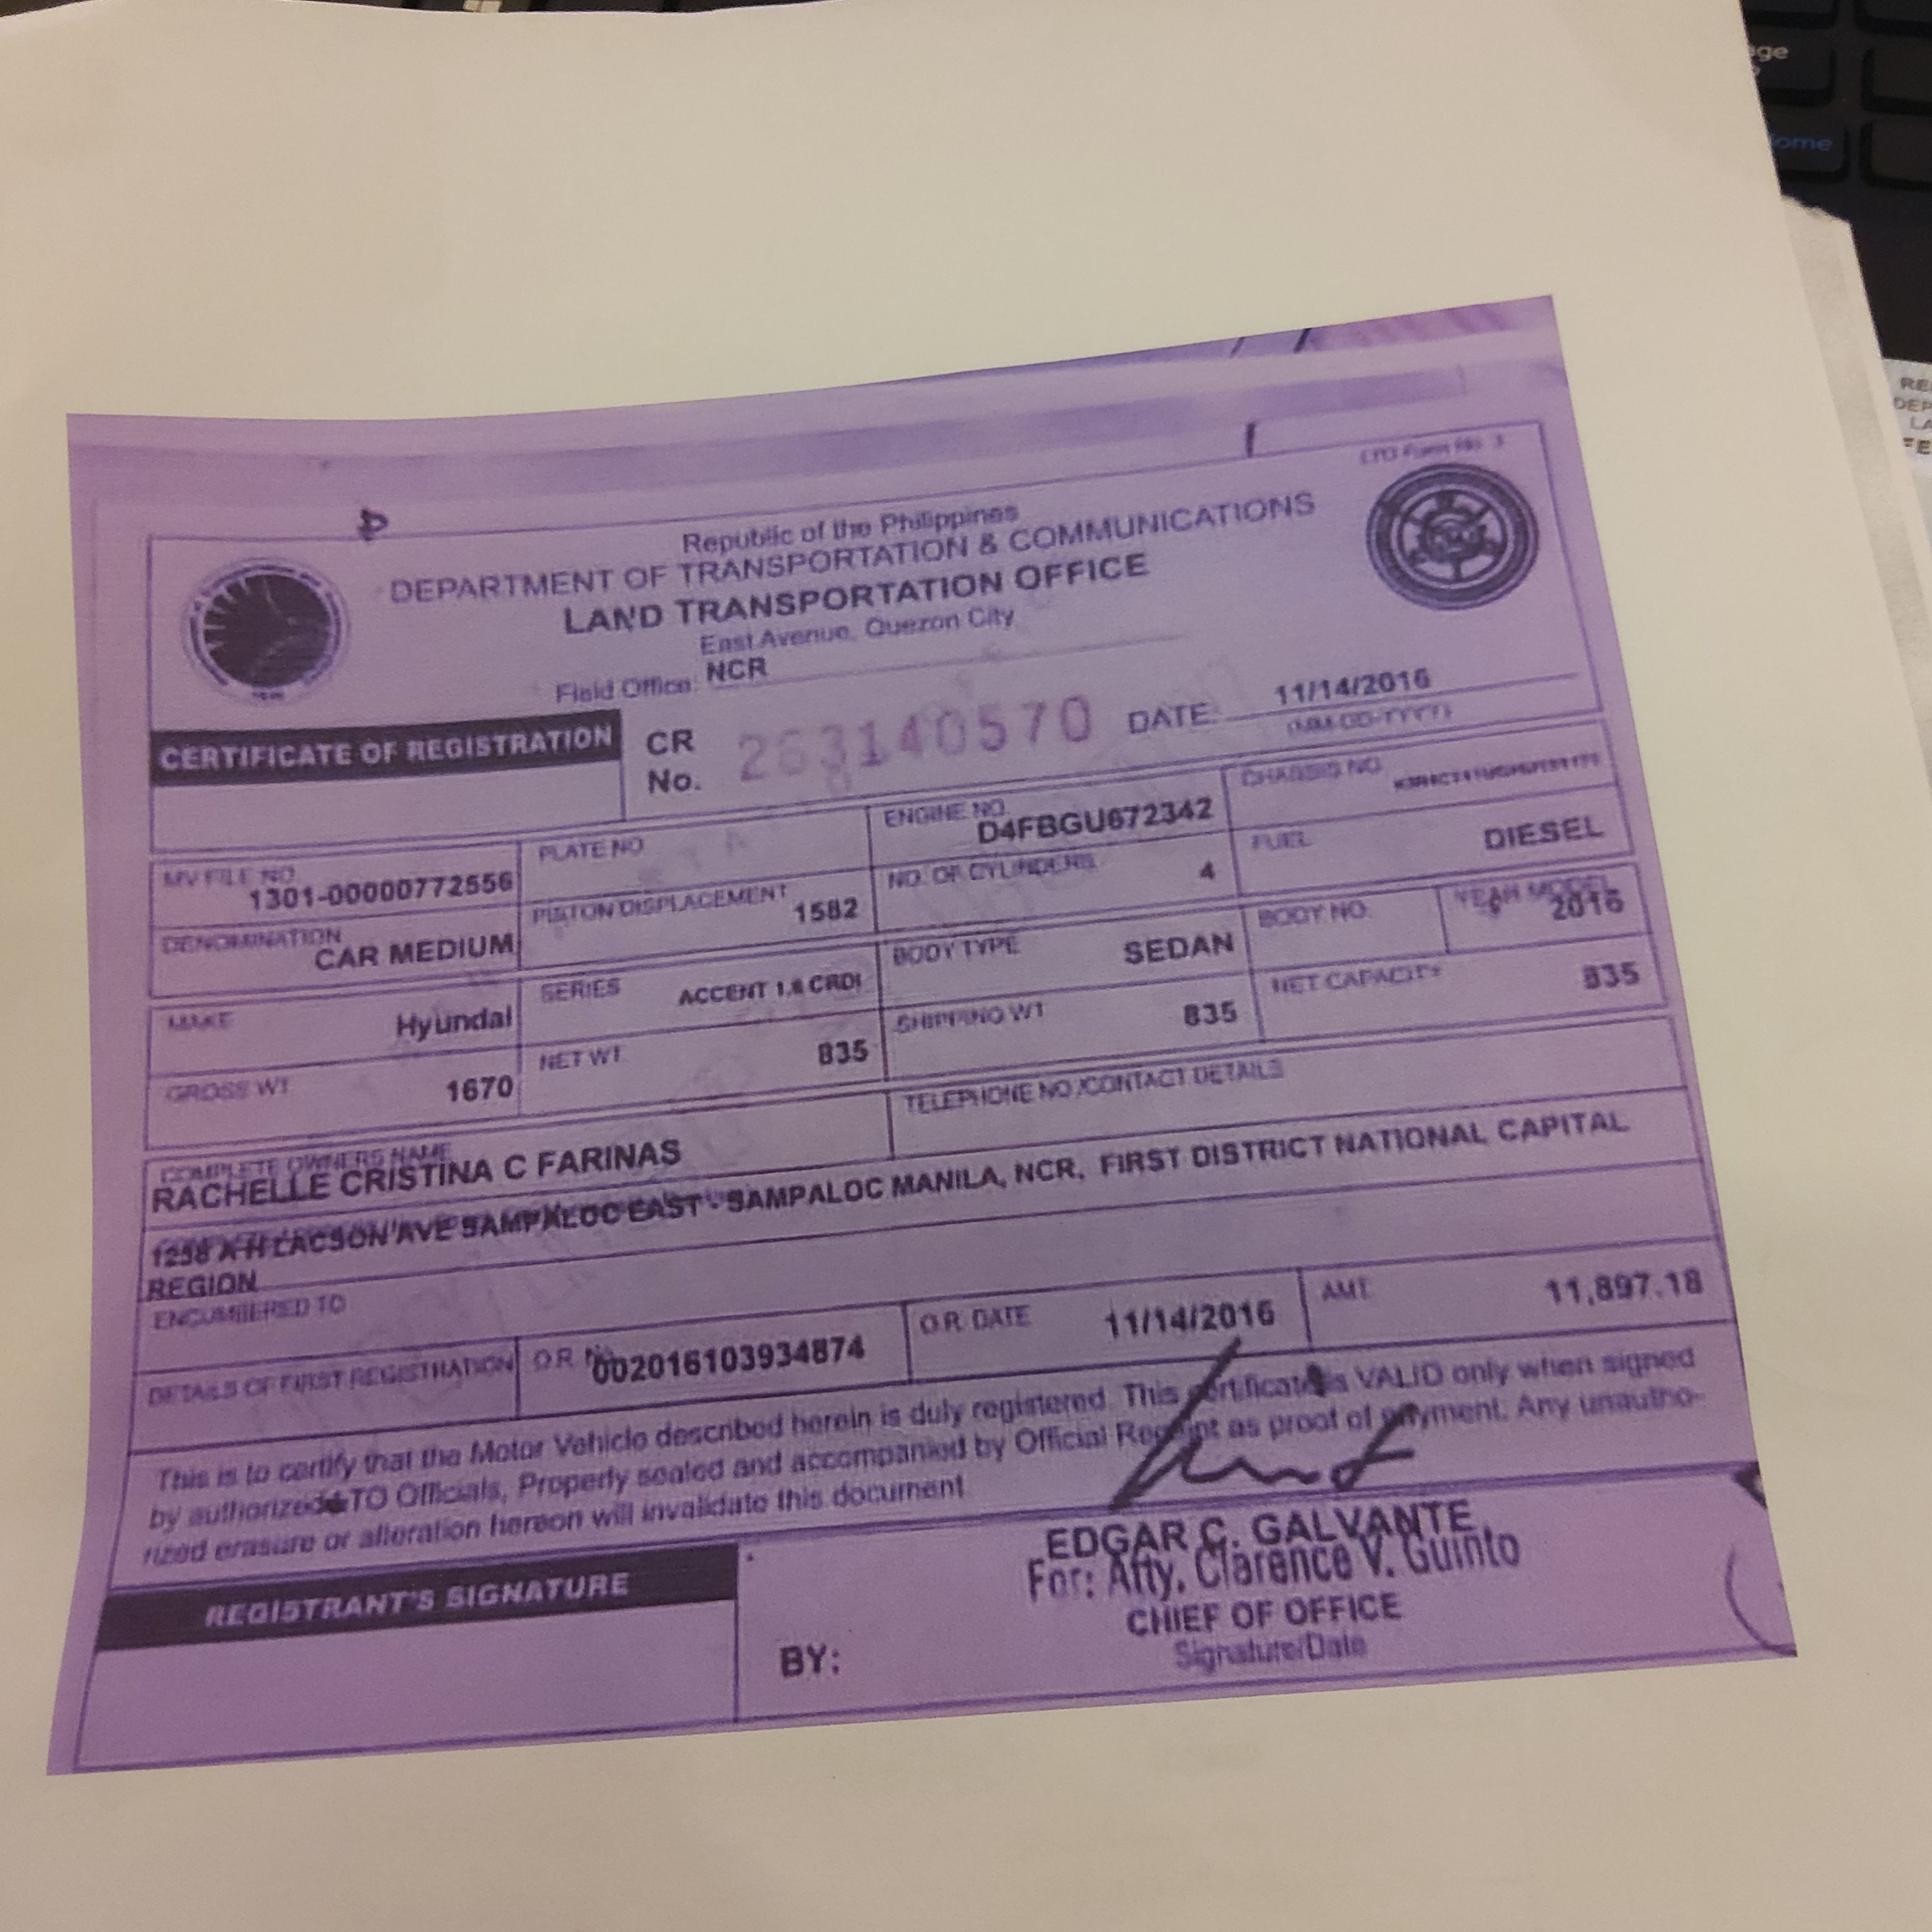 LTO Form No. 3
Republic of the Philippines
DEPARTMENT OF TRANSPORTATION & COMMUNICATIONS
LAND TRANSPORTATION OFFICE
East Avenue, Quezon City
Field Office: NCR
CERTIFICATE OF REGISTRATION
CR No. 263140570
DATE: 11/14/2016
(MM-DD-YYYY)
MV FILE NO. 1301-00000772556
PLATE NO
ENGINE NO. D4FBGU672342
CHASSIS NO
DENOMINATION CAR MEDIUM
PISTON DISPLACEMENT 1582
NO. OF CYLINDERS 4
FUEL DIESEL
MAKE Hyundai
SERIES ACCENT 1.6 CRDI
BODY TYPE SEDAN
BODY NO.
YEAR MODEL 2016
GROSS WT 1670
NET WT 835
SHIPPING WT 835
NET CAPACITY 835
COMPLETE OWNERS NAME
RACHELLE CRISTINA C FARINAS
TELEPHONE NO./CONTACT DETAILS
1258 A H LACSON AVE SAMPALOC EAST - SAMPALOC MANILA, NCR, FIRST DISTRICT NATIONAL CAPITAL
REGION
ENCUMBERED TO
DETAILS OF FIRST REGISTRATION
O.R. No. 002016103934874
O.R. DATE 11/14/2016
AMT. 11,897.18
This is to certify that the Motor Vehicle described herein is duly registered. This certificate is VALID only when signed
by authorized LTO Officials, Properly sealed and accompanied by Official Receipt as proof of payment. Any unautho-
rized erasure or alteration hereon will invalidate this document
REGISTRANT'S SIGNATURE
BY:
EDGAR C. GALVANTE
For: Atty. Clarence V. Guinto
CHIEF OF OFFICE
Signature/Date